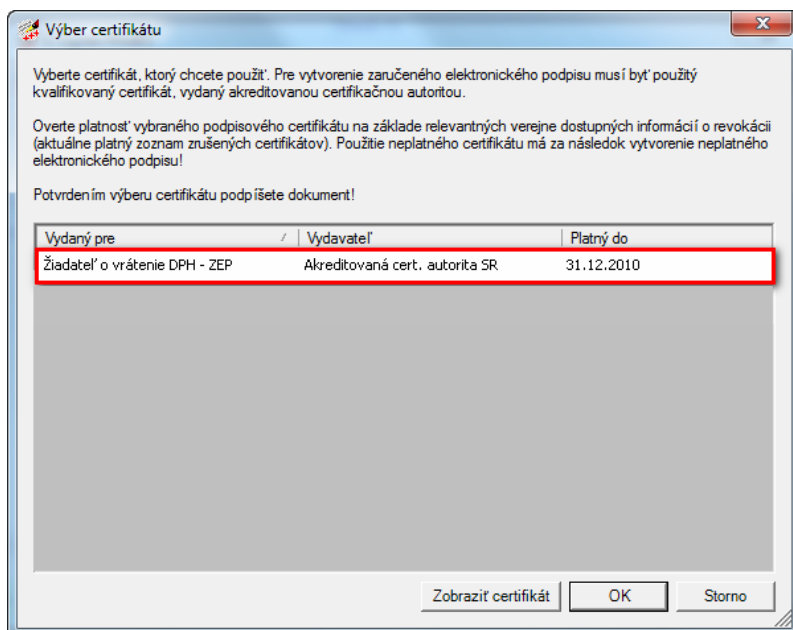 Výber certifikátu
Vyberte certifikát, ktorý chcete použiť. Pre vytvorenie zaručeného elektronického podpisu musí byť použitý
kvalifikovaný certifikát, vydaný akreditovanou certifikačnou autoritou.
Overte platnosť vybraného podpisového certifikátu na základe relevantných verejne dostupných informácií o revokácii
(aktuálne platný zoznam zrušených certifikátov). Použitie neplatného certifikátu má za následok vytvorenie neplatného
elektronického podpisu!
Potvrdením výberu certifikátu podpíšete dokument!
Vydaný pre / Vydavateľ Platný do
Žiadateľ o vrátenie DPH - ZEP Akreditovaná cert. autorita SR 31.12.2010
Zobraziť certifikát OK Storno